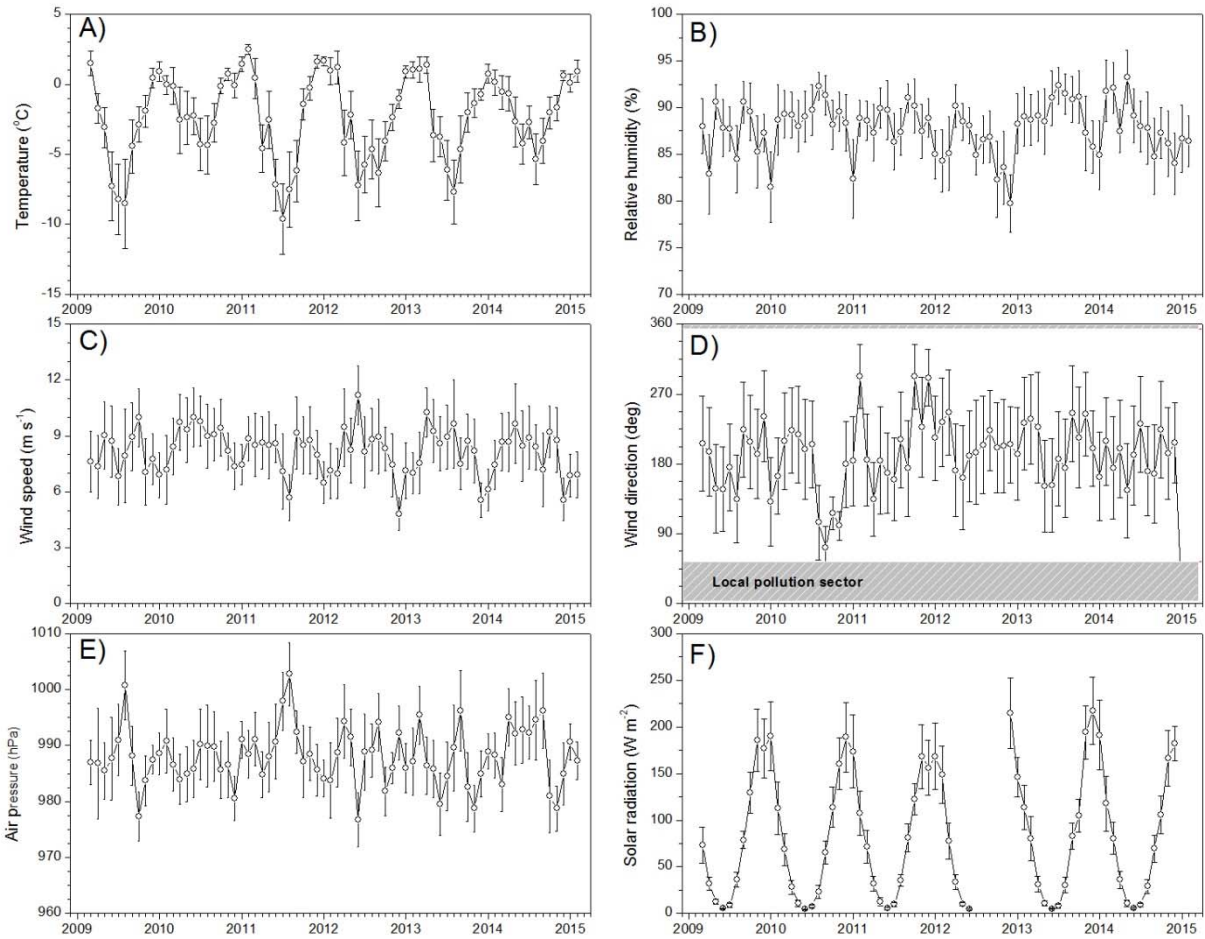 A)
Temperature (°C)
5
0
-5
-10
-15
2009 2010 2011 2012 2013 2014 2015
B)
Relative humidity (%)
100
95
90
85
80
75
70
2009 2010 2011 2012 2013 2014 2015
C)
Wind speed (m s⁻¹)
15
12
9
6
3
0
2009 2010 2011 2012 2013 2014 2015
D)
Wind direction (deg)
360
270
180
90
0
Local pollution sector
2009 2010 2011 2012 2013 2014 2015
E)
Air pressure (hPa)
1010
1000
990
980
970
960
2009 2010 2011 2012 2013 2014 2015
F)
Solar radiation (W m⁻²)
300
250
200
150
100
50
0
2009 2010 2011 2012 2013 2014 2015